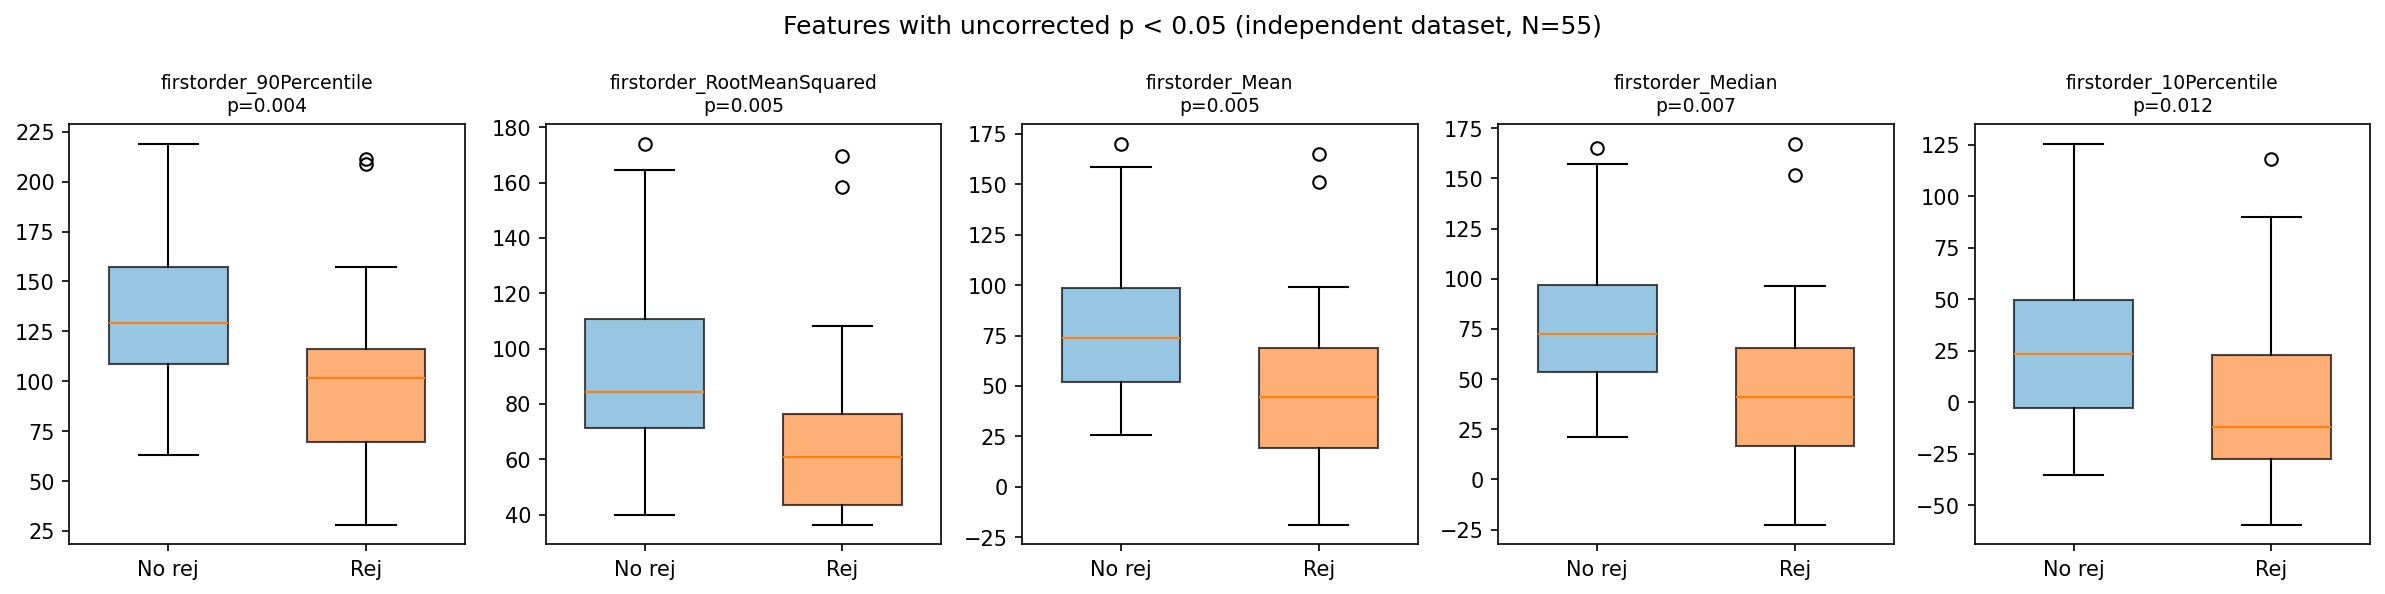 Features with uncorrected p < 0.05 (independent dataset, N=55)
firstorder_90Percentile
p=0.004
225
200
175
150
125
100
75
50
25
No rej
Rej
firstorder_RootMeanSquared
p=0.005
180
160
140
120
100
80
60
40
No rej
Rej
firstorder_Mean
p=0.005
175
150
125
100
75
50
25
0
−25
No rej
Rej
firstorder_Median
p=0.007
175
150
125
100
75
50
25
0
−25
No rej
Rej
firstorder_10Percentile
p=0.012
125
100
75
50
25
0
−25
−50
No rej
Rej